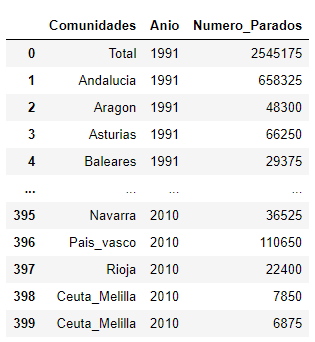 Comunidades Anio Numero_Parados
0 Total 1991 2545175
1 Andalucia 1991 658325
2 Aragon 1991 48300
3 Asturias 1991 66250
4 Baleares 1991 29375
... ... ... ...
395 Navarra 2010 36525
396 Pais_vasco 2010 110650
397 Rioja 2010 22400
398 Ceuta_Melilla 2010 7850
399 Ceuta_Melilla 2010 6875